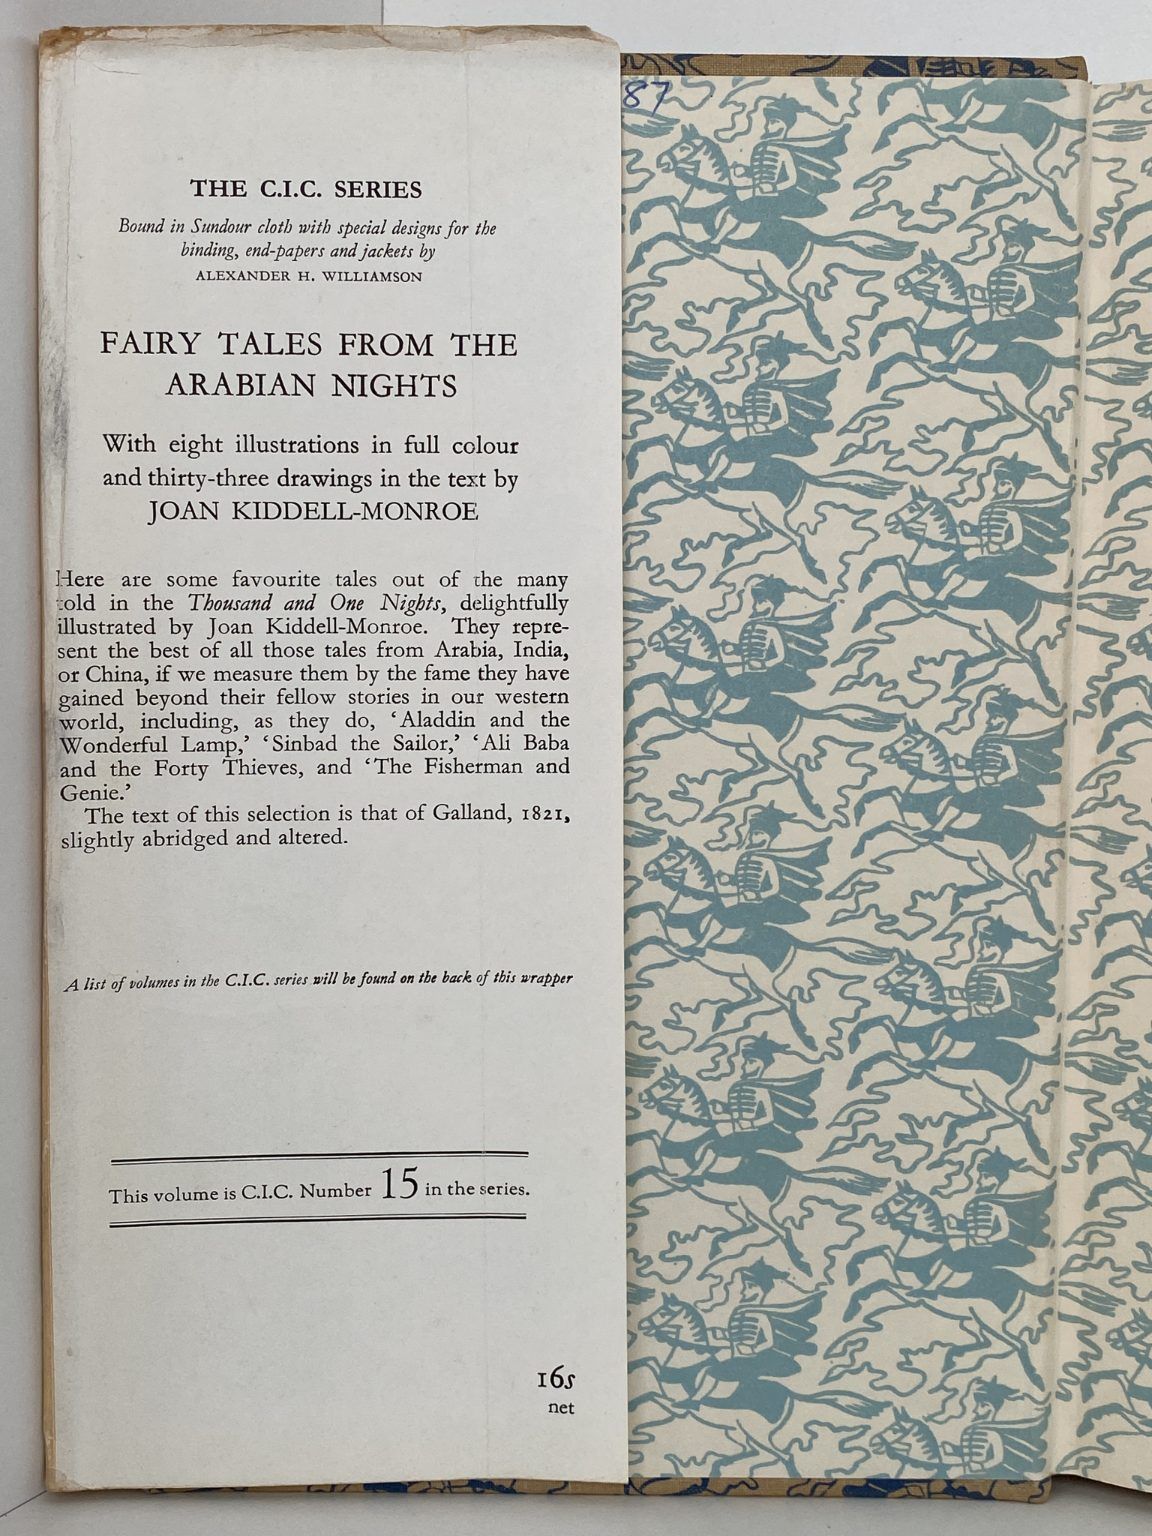 87
THE C.I.C. SERIES
Bound in Sundour cloth with special designs for the
binding, end-papers and jackets by
ALEXANDER H. WILLIAMSON
FAIRY TALES FROM THE
ARABIAN NIGHTS
With eight illustrations in full colour
and thirty-three drawings in the text by
JOAN KIDDELL-MONROE
Here are some favourite tales out of the many
told in the Thousand and One Nights, delightfully
illustrated by Joan Kiddell-Monroe. They repre-
sent the best of all those tales from Arabia, India,
or China, if we measure them by the fame they have
gained beyond their fellow stories in our western
world, including, as they do, ‘Aladdin and the
Wonderful Lamp,’ ‘Sinbad the Sailor,’ ‘Ali Baba
and the Forty Thieves, and ‘The Fisherman and
Genie.’
The text of this selection is that of Galland, 1821,
slightly abridged and altered.
A list of volumes in the C.I.C. series will be found on the back of this wrapper
This volume is C.I.C. Number 15 in the series.
16s
net